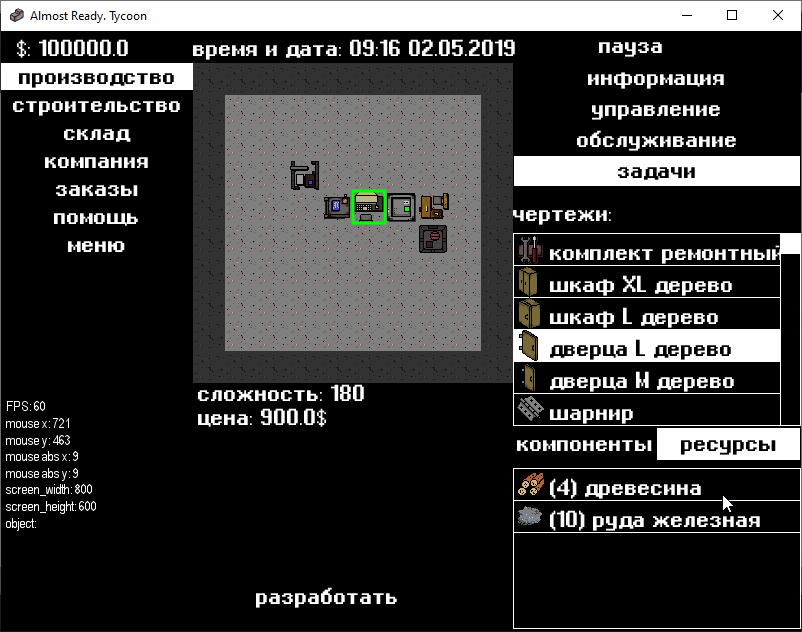 Almost Ready. Tycoon
$: 100000.0
время и дата: 09:16 02.05.2019
производство
строительство
склад
компания
заказы
помощь
меню
пауза
информация
управление
обслуживание
задачи
чертежи:
комплект ремонтный
шкаф XL дерево
шкаф L дерево
дверца L дерево
дверца M дерево
шарнир
сложность: 180
цена: 900.0$
компоненты
ресурсы
(4) древесина
(10) руда железная
FPS: 60
mouse x: 721
mouse y: 463
mouse abs x: 9
mouse abs y: 9
screen_width: 800
screen_height: 600
object:
разработать